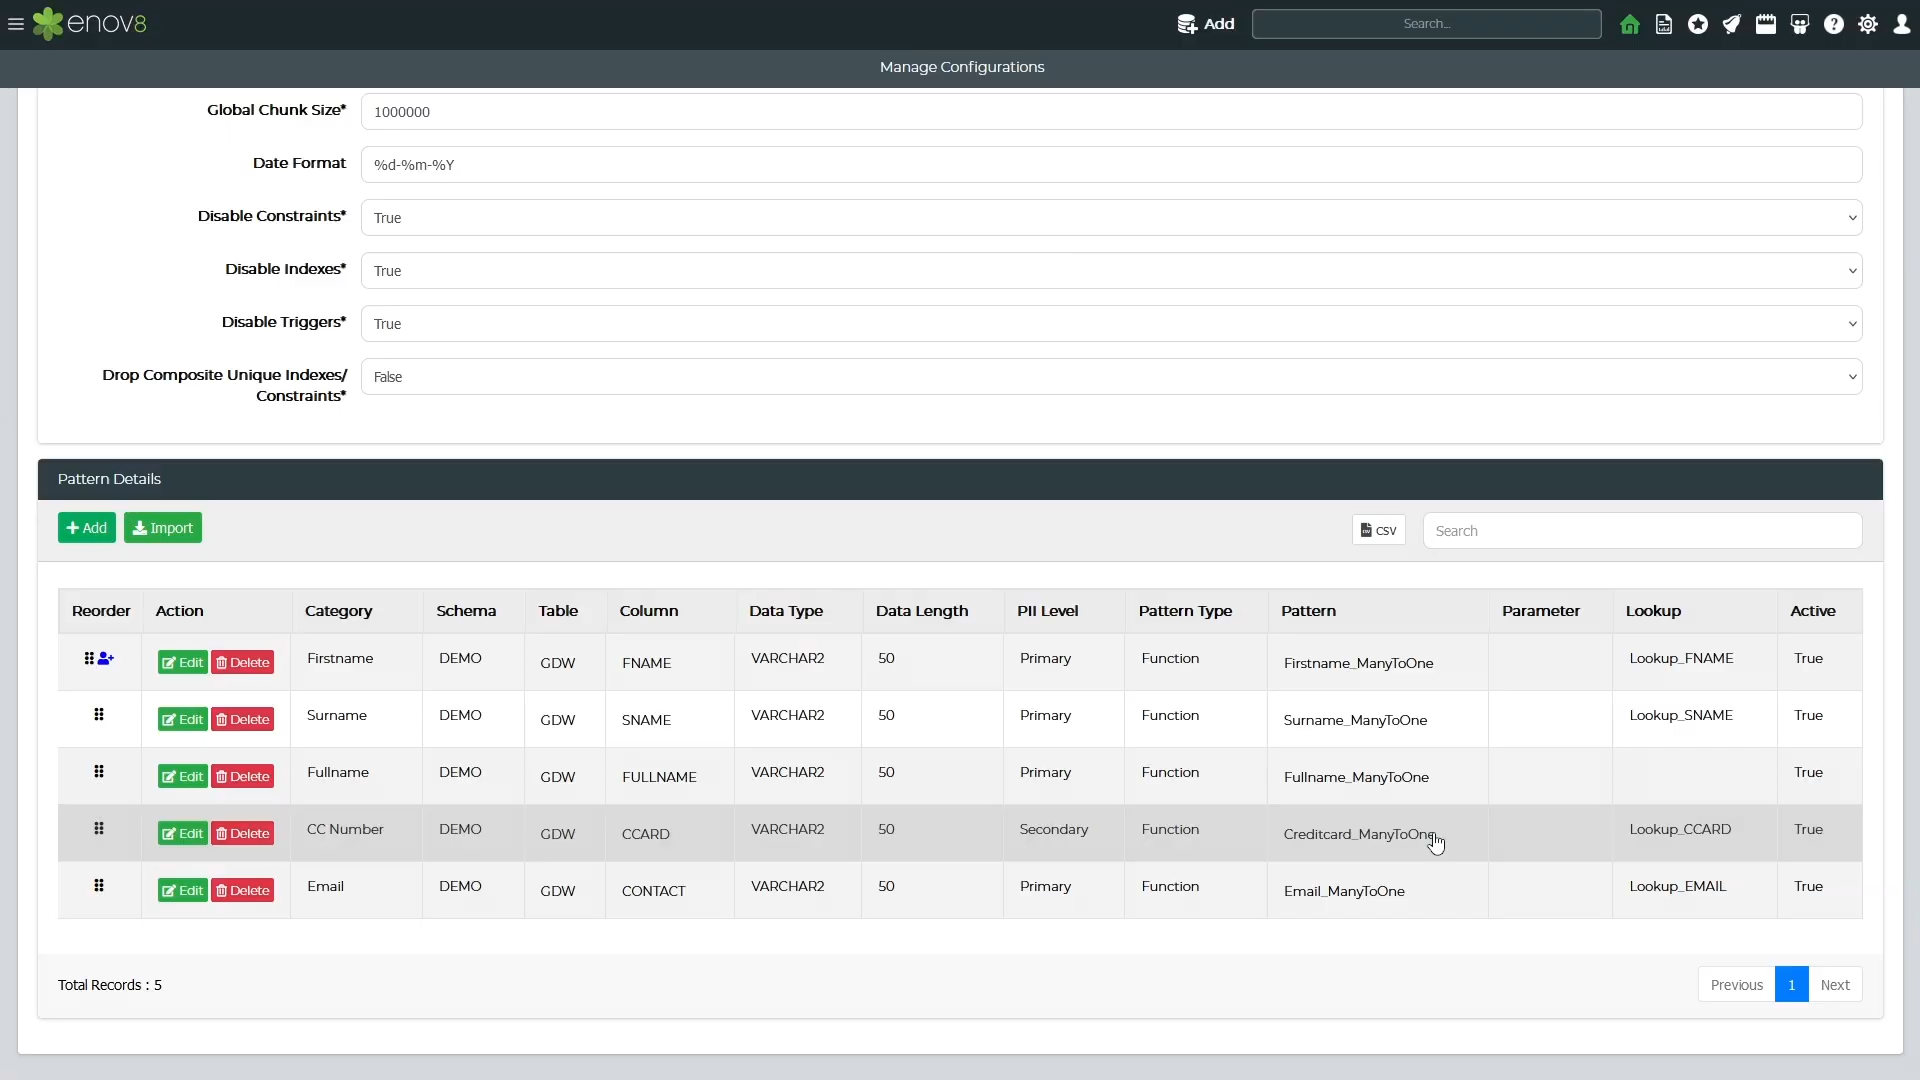 enov8
Add
Search...
Manage Configurations
Global Chunk Size* 1000000
Date Format %d-%m-%Y
Disable Constraints* True
Disable Indexes* True
Disable Triggers* True
Drop Composite Unique Indexes/ False
Constraints*
Pattern Details
Add Import CSV Search
Reorder Action Category Schema Table Column Data Type Data Length PII Level Pattern Type Pattern Parameter Lookup Active
Edit Delete Firstname DEMO GDW FNAME VARCHAR2 50 Primary Function Firstname_ManyToOne Lookup_FNAME True
Edit Delete Surname DEMO GDW SNAME VARCHAR2 50 Primary Function Surname_ManyToOne Lookup_SNAME True
Edit Delete Fullname DEMO GDW FULLNAME VARCHAR2 50 Primary Function Fullname_ManyToOne True
Edit Delete CC Number DEMO GDW CCARD VARCHAR2 50 Secondary Function Creditcard_ManyToOne Lookup_CCARD True
Edit Delete Email DEMO GDW CONTACT VARCHAR2 50 Primary Function Email_ManyToOne Lookup_EMAIL True
Total Records : 5 Previous 1 Next